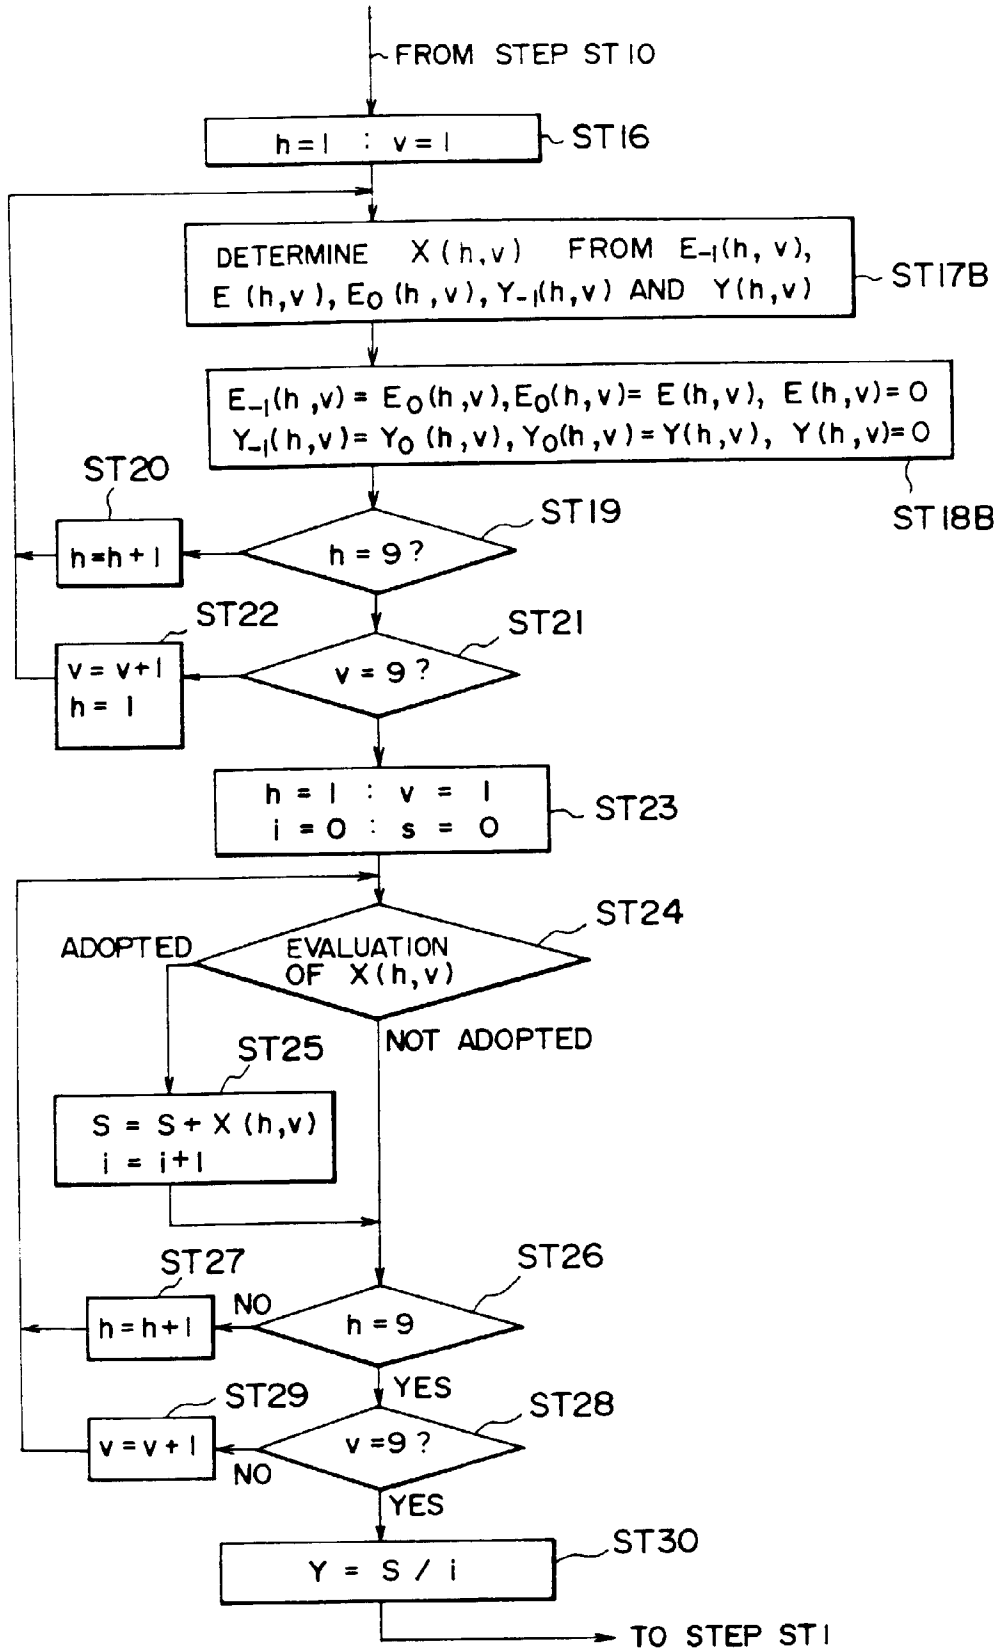 FROM STEP ST10
h=1 : v=1
ST16
DETERMINE X(h,v) FROM E-1(h, v),
E (h,v), E0 (h,v), Y-1(h,v) AND Y(h,v)
ST17B
E-1(h,v) = E0(h,v), E0(h,v) = E(h,v), E(h,v)=0
Y-1(h,v) = Y0(h,v), Y0(h,v) = Y(h,v), Y(h,v)=0
ST18B
ST20
h=h+1
h = 9 ?
ST19
ST22
v = v+1
h = 1
v = 9 ?
ST21
h = 1 : v = 1
i = 0 : s = 0
ST23
ST24
ADOPTED
EVALUATION
OF X(h,v)
NOT ADOPTED
ST25
S = S + X (h,v)
i = i+1
ST27
h=h+1
NO
h = 9
ST26
YES
ST29
v = v+1
NO
v =9 ?
ST28
YES
Y = S / i
ST30
TO STEP ST1